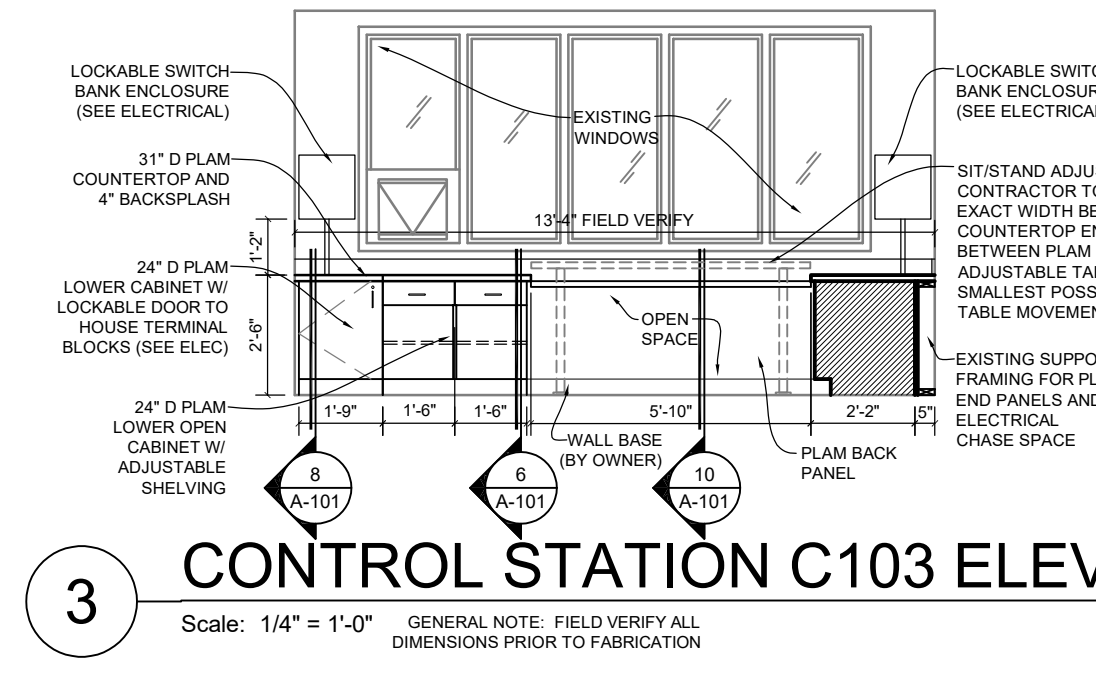 LOCKABLE SWITCH
BANK ENCLOSURE
(SEE ELECTRICAL)
31" D PLAM
COUNTERTOP AND
4" BACKSPLASH
24" D PLAM
LOWER CABINET W/
LOCKABLE DOOR TO
HOUSE TERMINAL
BLOCKS (SEE ELEC)
24" D PLAM
LOWER OPEN
CABINET W/
ADJUSTABLE
SHELVING
1'-2"
2'-6"
EXISTING
WINDOWS
13'-4" FIELD VERIFY
OPEN
SPACE
1'-9"
1'-6"
1'-6"
5'-10"
2'-2"
5"
WALL BASE
(BY OWNER)
PLAM BACK
PANEL
LOCKABLE SWITC
BANK ENCLOSUR
(SEE ELECTRICAL
SIT/STAND ADJUS
CONTRACTOR TO
EXACT WIDTH BE
COUNTERTOP EN
BETWEEN PLAM
ADJUSTABLE TAB
SMALLEST POSS
TABLE MOVEMEN
EXISTING SUPPO
FRAMING FOR PL
END PANELS AND
ELECTRICAL
CHASE SPACE
8
A-101
6
A-101
10
A-101
3
CONTROL STATION C103 ELEV
Scale: 1/4" = 1'-0"
GENERAL NOTE: FIELD VERIFY ALL
DIMENSIONS PRIOR TO FABRICATION